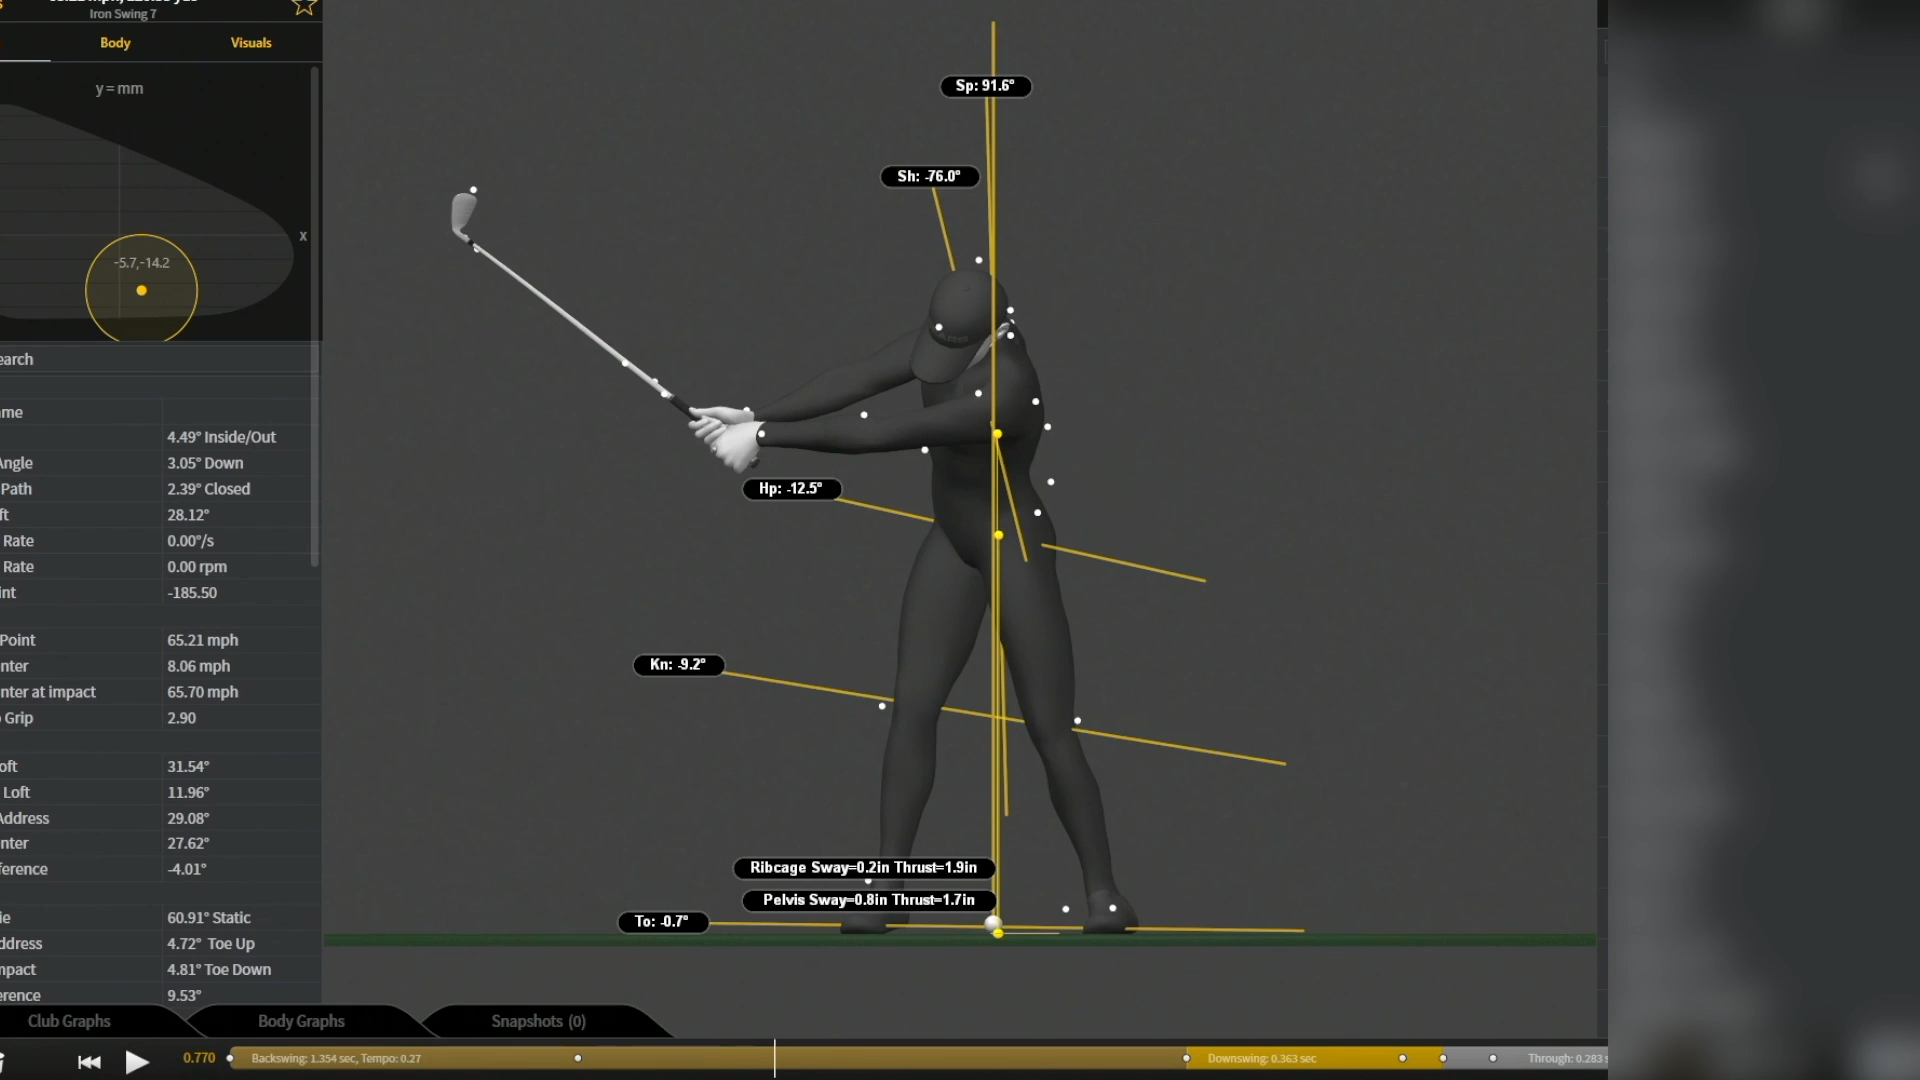 Iron Swing 7
Body
Visuals
y = mm
x
-5.7,-14.2
earch
ame
4.49° Inside/Out
Angle 3.05° Down
Path 2.39° Closed
ft 28.12°
Rate 0.00°/s
Rate 0.00 rpm
int -185.50
Point 65.21 mph
nter 8.06 mph
nter at impact 65.70 mph
Grip 2.90
oft 31.54°
Loft 11.96°
Address 29.08°
nter 27.62°
ference -4.01°
ie 60.91° Static
ddress 4.72° Toe Up
mpact 4.81° Toe Down
erence 9.53°
Sp: 91.6°
Sh: -76.0°
Hp: -12.5°
Kn: -9.2°
Ribcage Sway=0.2in Thrust=1.9in
Pelvis Sway=0.8in Thrust=1.7in
To: -0.7°
Club Graphs
Body Graphs
Snapshots (0)
0.770
Backswing: 1.354 sec, Tempo: 0.27
Downswing: 0.363 sec
Through: 0.283 s